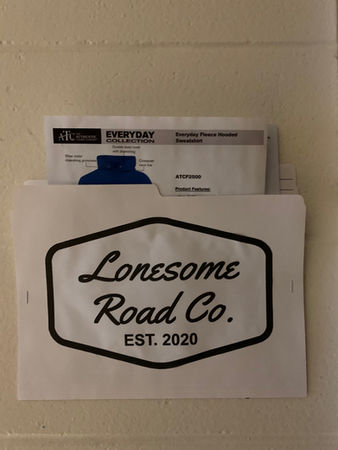 ATC
EVERYDAY
COLLECTION
Everyday Fleece Hooded
Sweatshirt
ATCF2500
Product Features:
Lonesome
Road Co.
EST. 2020